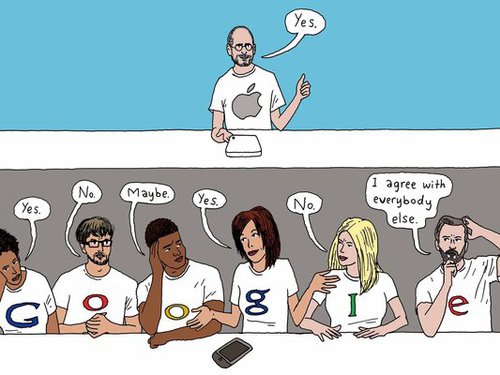 Yes.
Yes.
No.
Maybe.
Yes.
No.
I agree with
everybody
else.
G
o
o
g
l
e